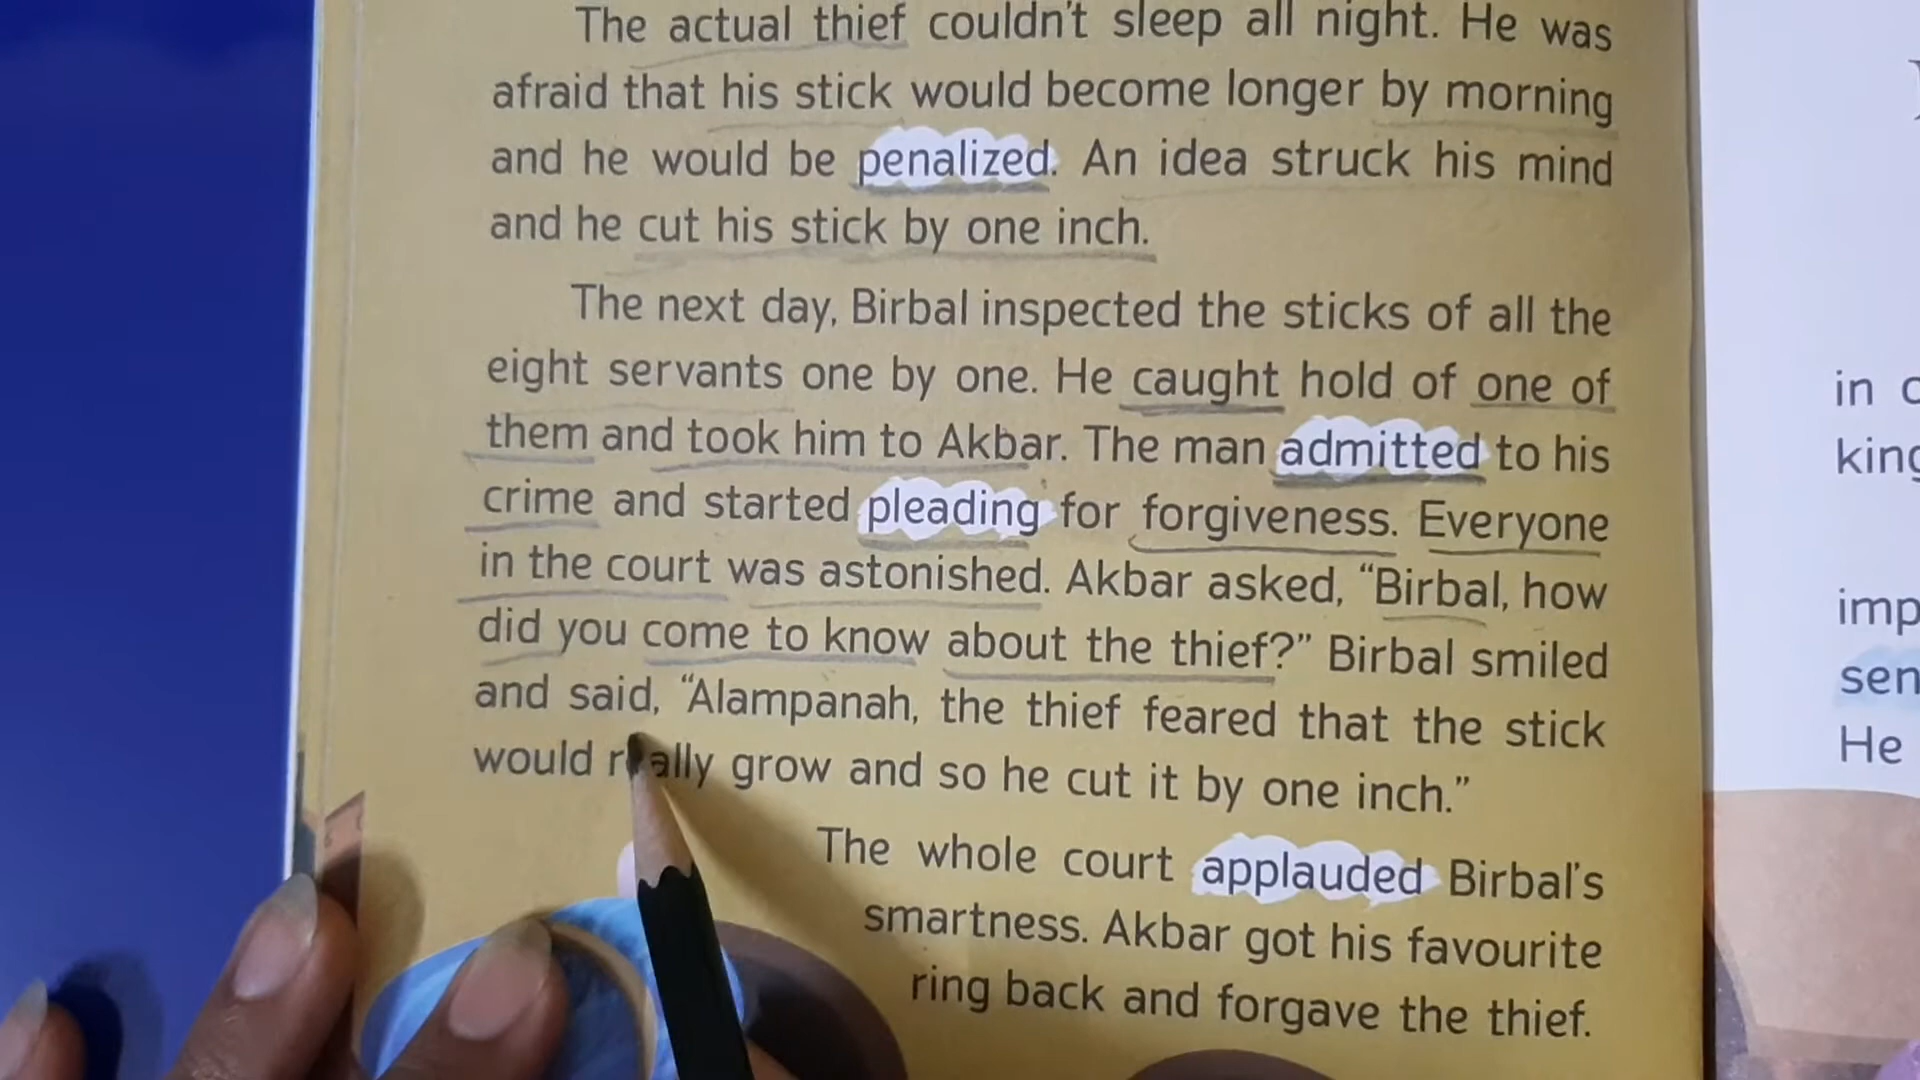 The actual thief couldn't sleep all night. He was
afraid that his stick would become longer by morning
and he would be penalized. An idea struck his mind
and he cut his stick by one inch.
The next day, Birbal inspected the sticks of all the
eight servants one by one. He caught hold of one of
them and took him to Akbar. The man admitted to his
crime and started pleading for forgiveness. Everyone
in the court was astonished. Akbar asked, “Birbal, how
did you come to know about the thief?” Birbal smiled
and said, “Alampanah, the thief feared that the stick
would really grow and so he cut it by one inch.”
The whole court applauded Birbal's
smartness. Akbar got his favourite
ring back and forgave the thief.
in
He